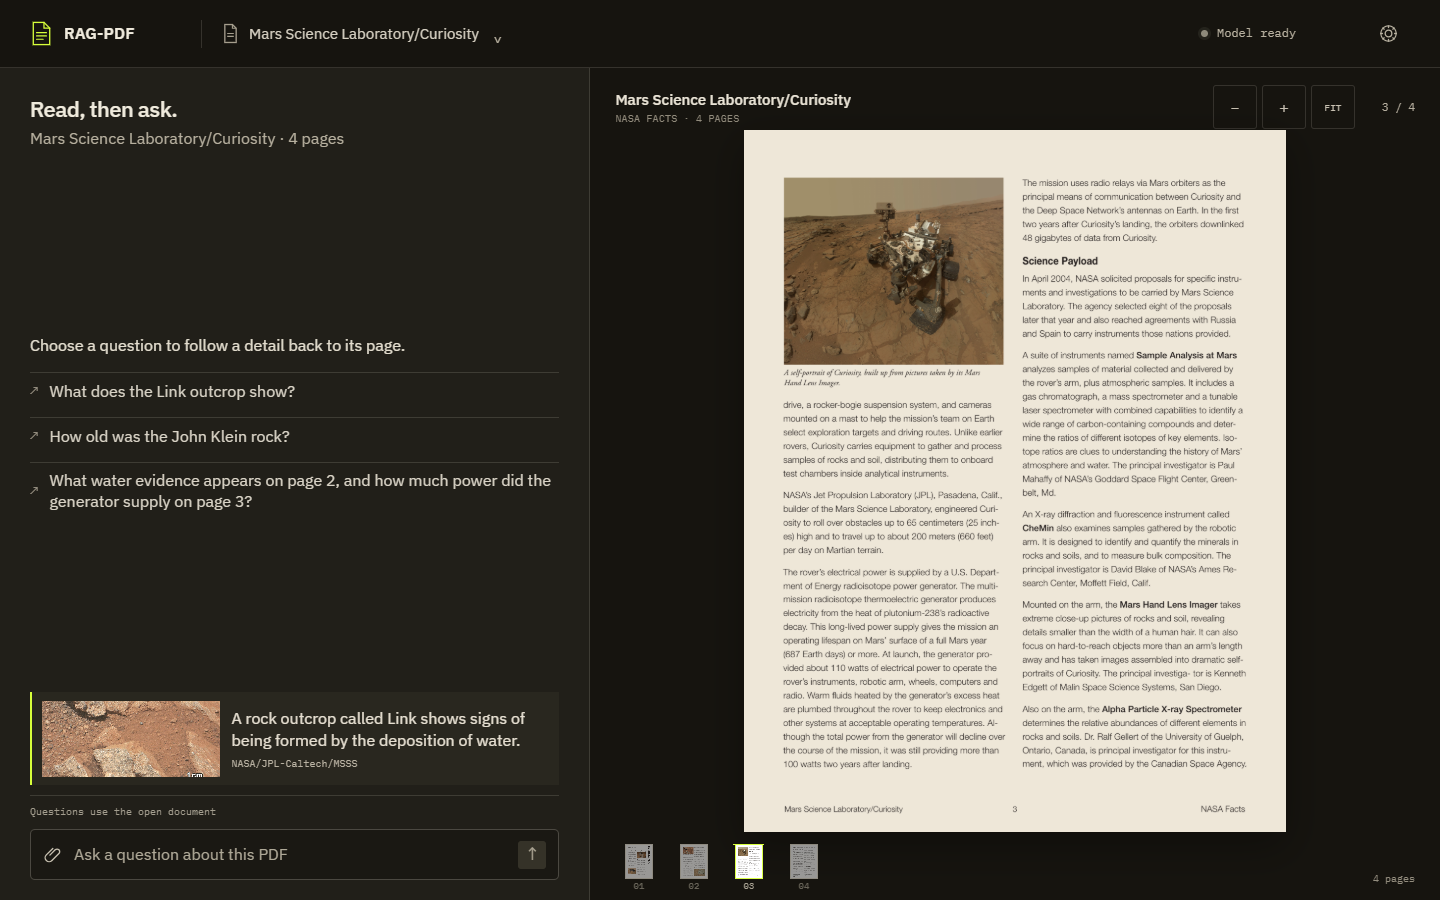 RAG-PDF
Mars Science Laboratory/Curiosity
Model ready
Read, then ask.
Mars Science Laboratory/Curiosity · 4 pages
Choose a question to follow a detail back to its page.
What does the Link outcrop show?
How old was the John Klein rock?
What water evidence appears on page 2, and how much power did the
generator supply on page 3?
A rock outcrop called Link shows signs of
being formed by the deposition of water.
NASA/JPL-Caltech/MSSS
Questions use the open document
Ask a question about this PDF
Mars Science Laboratory/Curiosity
NASA FACTS · 4 PAGES
− + FIT 3 / 4
A self-portrait of Curiosity, built up from pictures taken by its Mars
Hand Lens Imager.
drive, a rocker-bogie suspension system, and cameras
mounted on a mast to help the mission's team on Earth
select exploration targets and driving routes. Unlike earlier
rovers, Curiosity carries equipment to gather and process
samples of rocks and soil, distributing them to onboard
test chambers inside analytical instruments.
NASA's Jet Propulsion Laboratory (JPL), Pasadena, Calif.,
builder of the Mars Science Laboratory, engineered Curi-
osity to roll over obstacles up to 65 centimeters (25 inch-
es) high and to travel up to about 200 meters (660 feet)
per day on Martian terrain.
The rover's electrical power is supplied by a U.S. Depart-
ment of Energy radioisotope power generator. The multi-
mission radioisotope thermoelectric generator produces
electricity from the heat of plutonium-238's radioactive
decay. This long-lived power supply gives the mission an
operating lifespan on Mars' surface of a full Mars year
(687 Earth days) or more. At launch, the generator pro-
vided about 110 watts of electrical power to operate the
rover's instruments, robotic arm, wheels, computers and
radio. Warm fluids heated by the generator's excess heat
are plumbed throughout the rover to keep electronics and
other systems at acceptable operating temperatures. Al-
though the total power from the generator will decline over
the course of the mission, it was still providing more than
100 watts two years after landing.
The mission uses radio relays via Mars orbiters as the
principal means of communication between Curiosity and
the Deep Space Network's antennas on Earth. In the first
two years after Curiosity's landing, the orbiters downlinked
48 gigabytes of data from Curiosity.
Science Payload
In April 2004, NASA solicited proposals for specific instru-
ments and investigations to be carried by Mars Science
Laboratory. The agency selected eight of the proposals
later that year and also reached agreements with Russia
and Spain to carry instruments those nations provided.
A suite of instruments named Sample Analysis at Mars
analyzes samples of material collected and delivered by
the rover's arm, plus atmospheric samples. It includes a
gas chromatograph, a mass spectrometer and a tunable
laser spectrometer with combined capabilities to identify a
wide range of carbon-containing compounds and deter-
mine the ratios of different isotopes of key elements. Iso-
tope ratios are clues to understanding the history of Mars'
atmosphere and water. The principal investigator is Paul
Mahaffy of NASA's Goddard Space Flight Center, Green-
belt, Md.
An X-ray diffraction and fluorescence instrument called
CheMin also examines samples gathered by the robotic
arm. It is designed to identify and quantify the minerals in
rocks and soils, and to measure bulk composition. The
principal investigator is David Blake of NASA's Ames Re-
search Center, Moffett Field, Calif.
Mounted on the arm, the Mars Hand Lens Imager takes
extreme close-up pictures of rocks and soil, revealing
details smaller than the width of a human hair. It can also
focus on hard-to-reach objects more than an arm's length
away and has taken images assembled into dramatic self-
portraits of Curiosity. The principal investiga- tor is Kenneth
Edgett of Malin Space Science Systems, San Diego.
Also on the arm, the Alpha Particle X-ray Spectrometer
determines the relative abundances of different elements in
rocks and soils. Dr. Ralf Gellert of the University of Guelph,
Ontario, Canada, is principal investigator for this instru-
ment, which was provided by the Canadian Space Agency.
Mars Science Laboratory/Curiosity 3 NASA Facts
01 02 03 04
4 pages